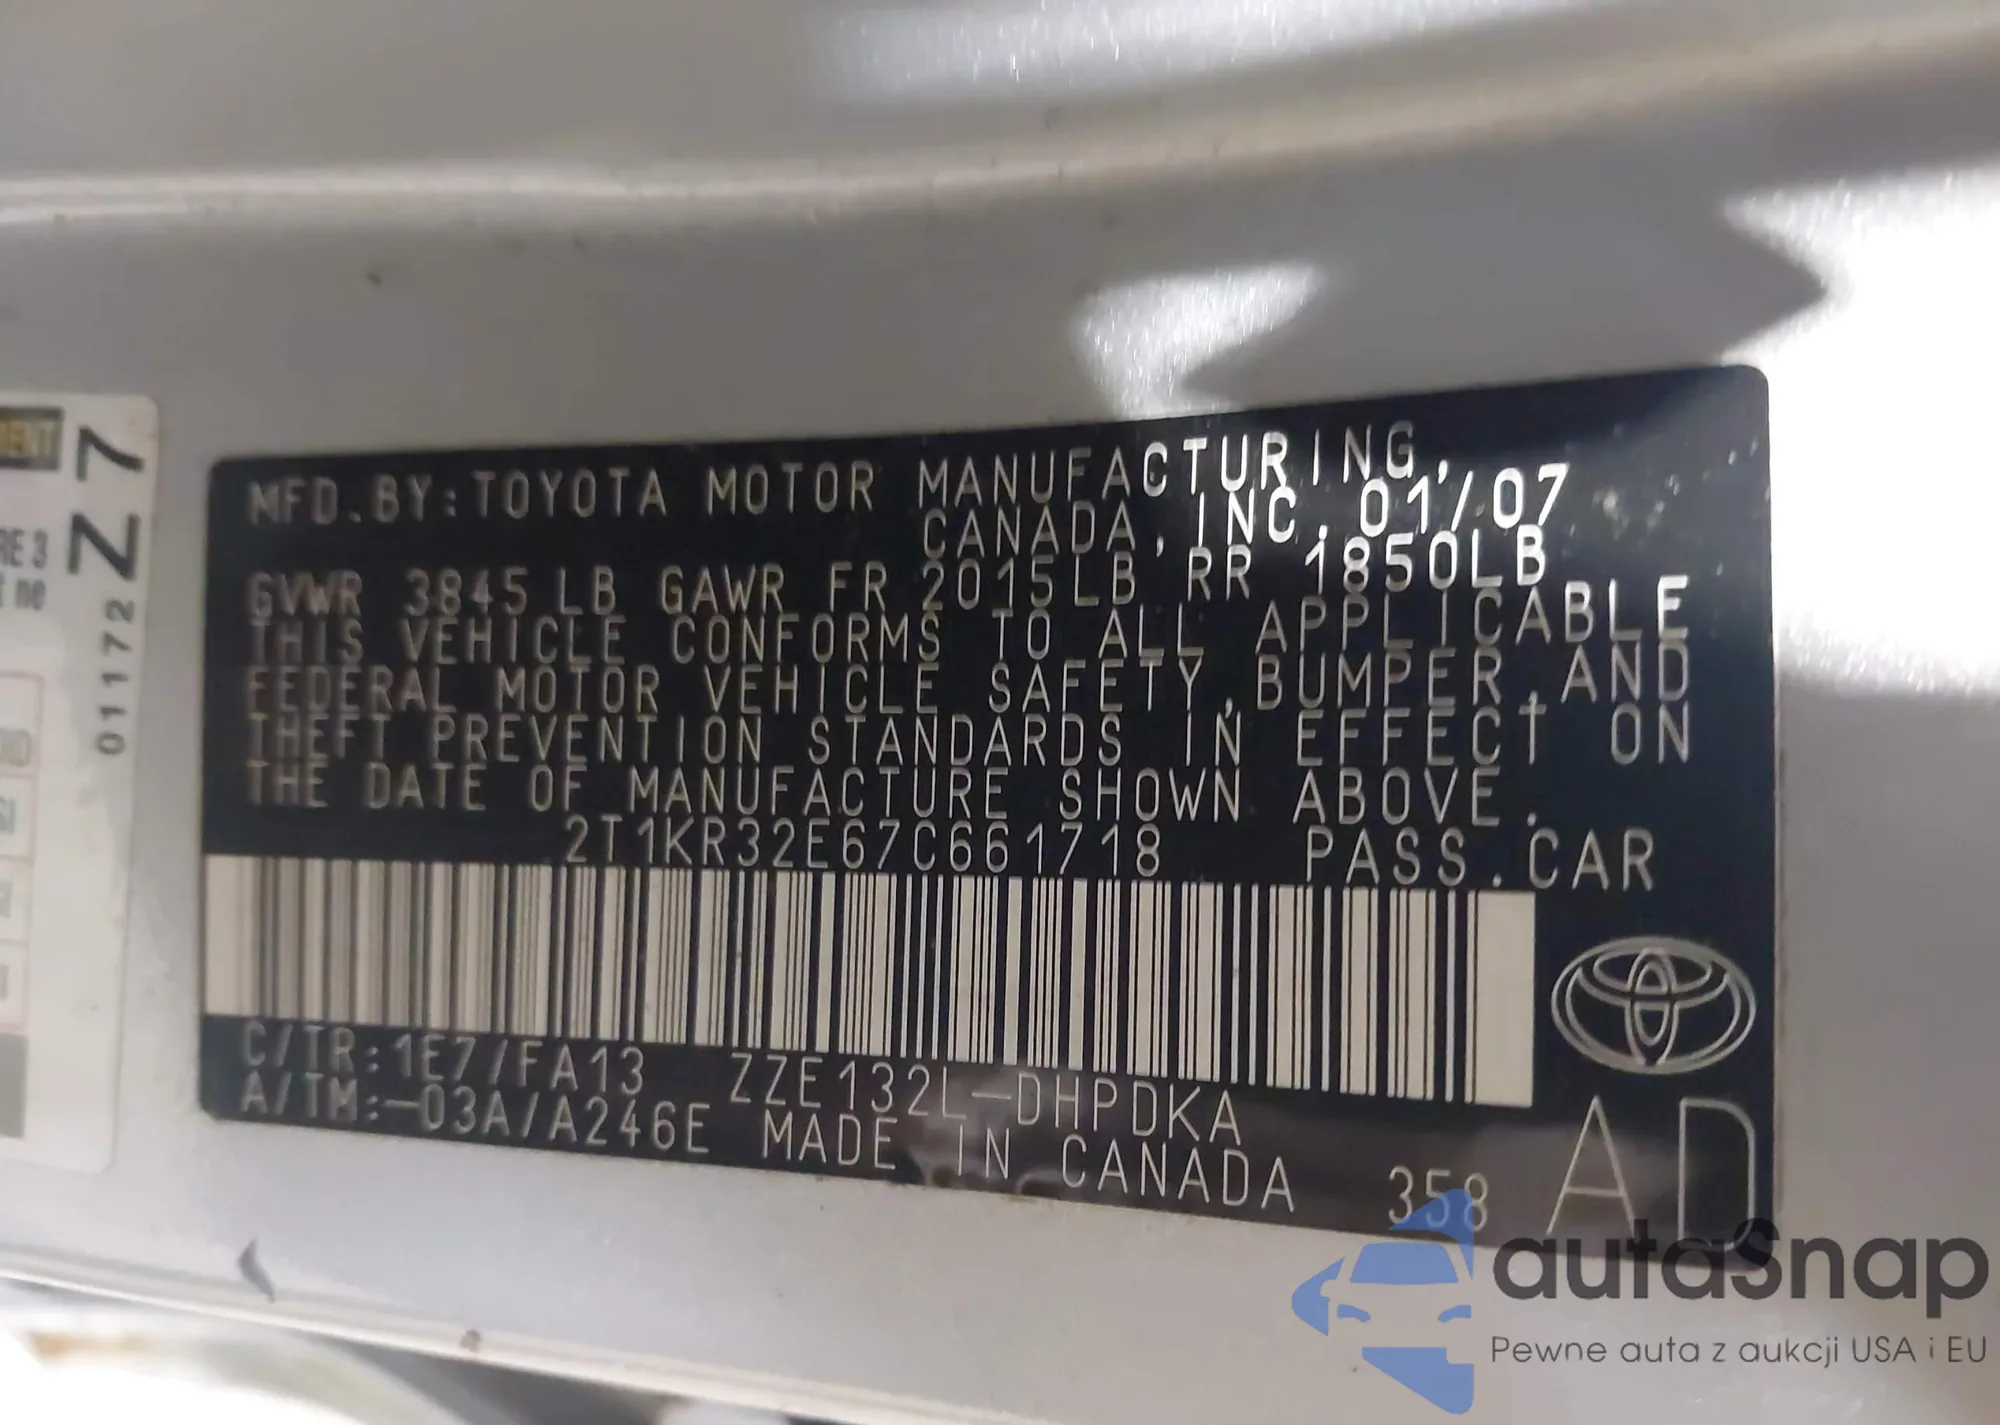 MFD.BY:TOYOTA MOTOR MANUFACTURING,
CANADA,INC. 01/07
GVWR 3845 LB GAWR FR 2015LB RR 1850LB
THIS VEHICLE CONFORMS TO ALL APPLICABLE
FEDERAL MOTOR VEHICLE SAFETY,BUMPER,AND
THEFT PREVENTION STANDARDS IN EFFECT ON
THE DATE OF MANUFACTURE SHOWN ABOVE.
2T1KR32E67C661718 PASS.CAR
C/TR:1E7/FA13 ZZE132L-DHPDKA
A/TM:-03A/A246E MADE IN CANADA 358
AD
Z7
01172
RE 3
autaSnap
Pewne auta z aukcji USA i EU